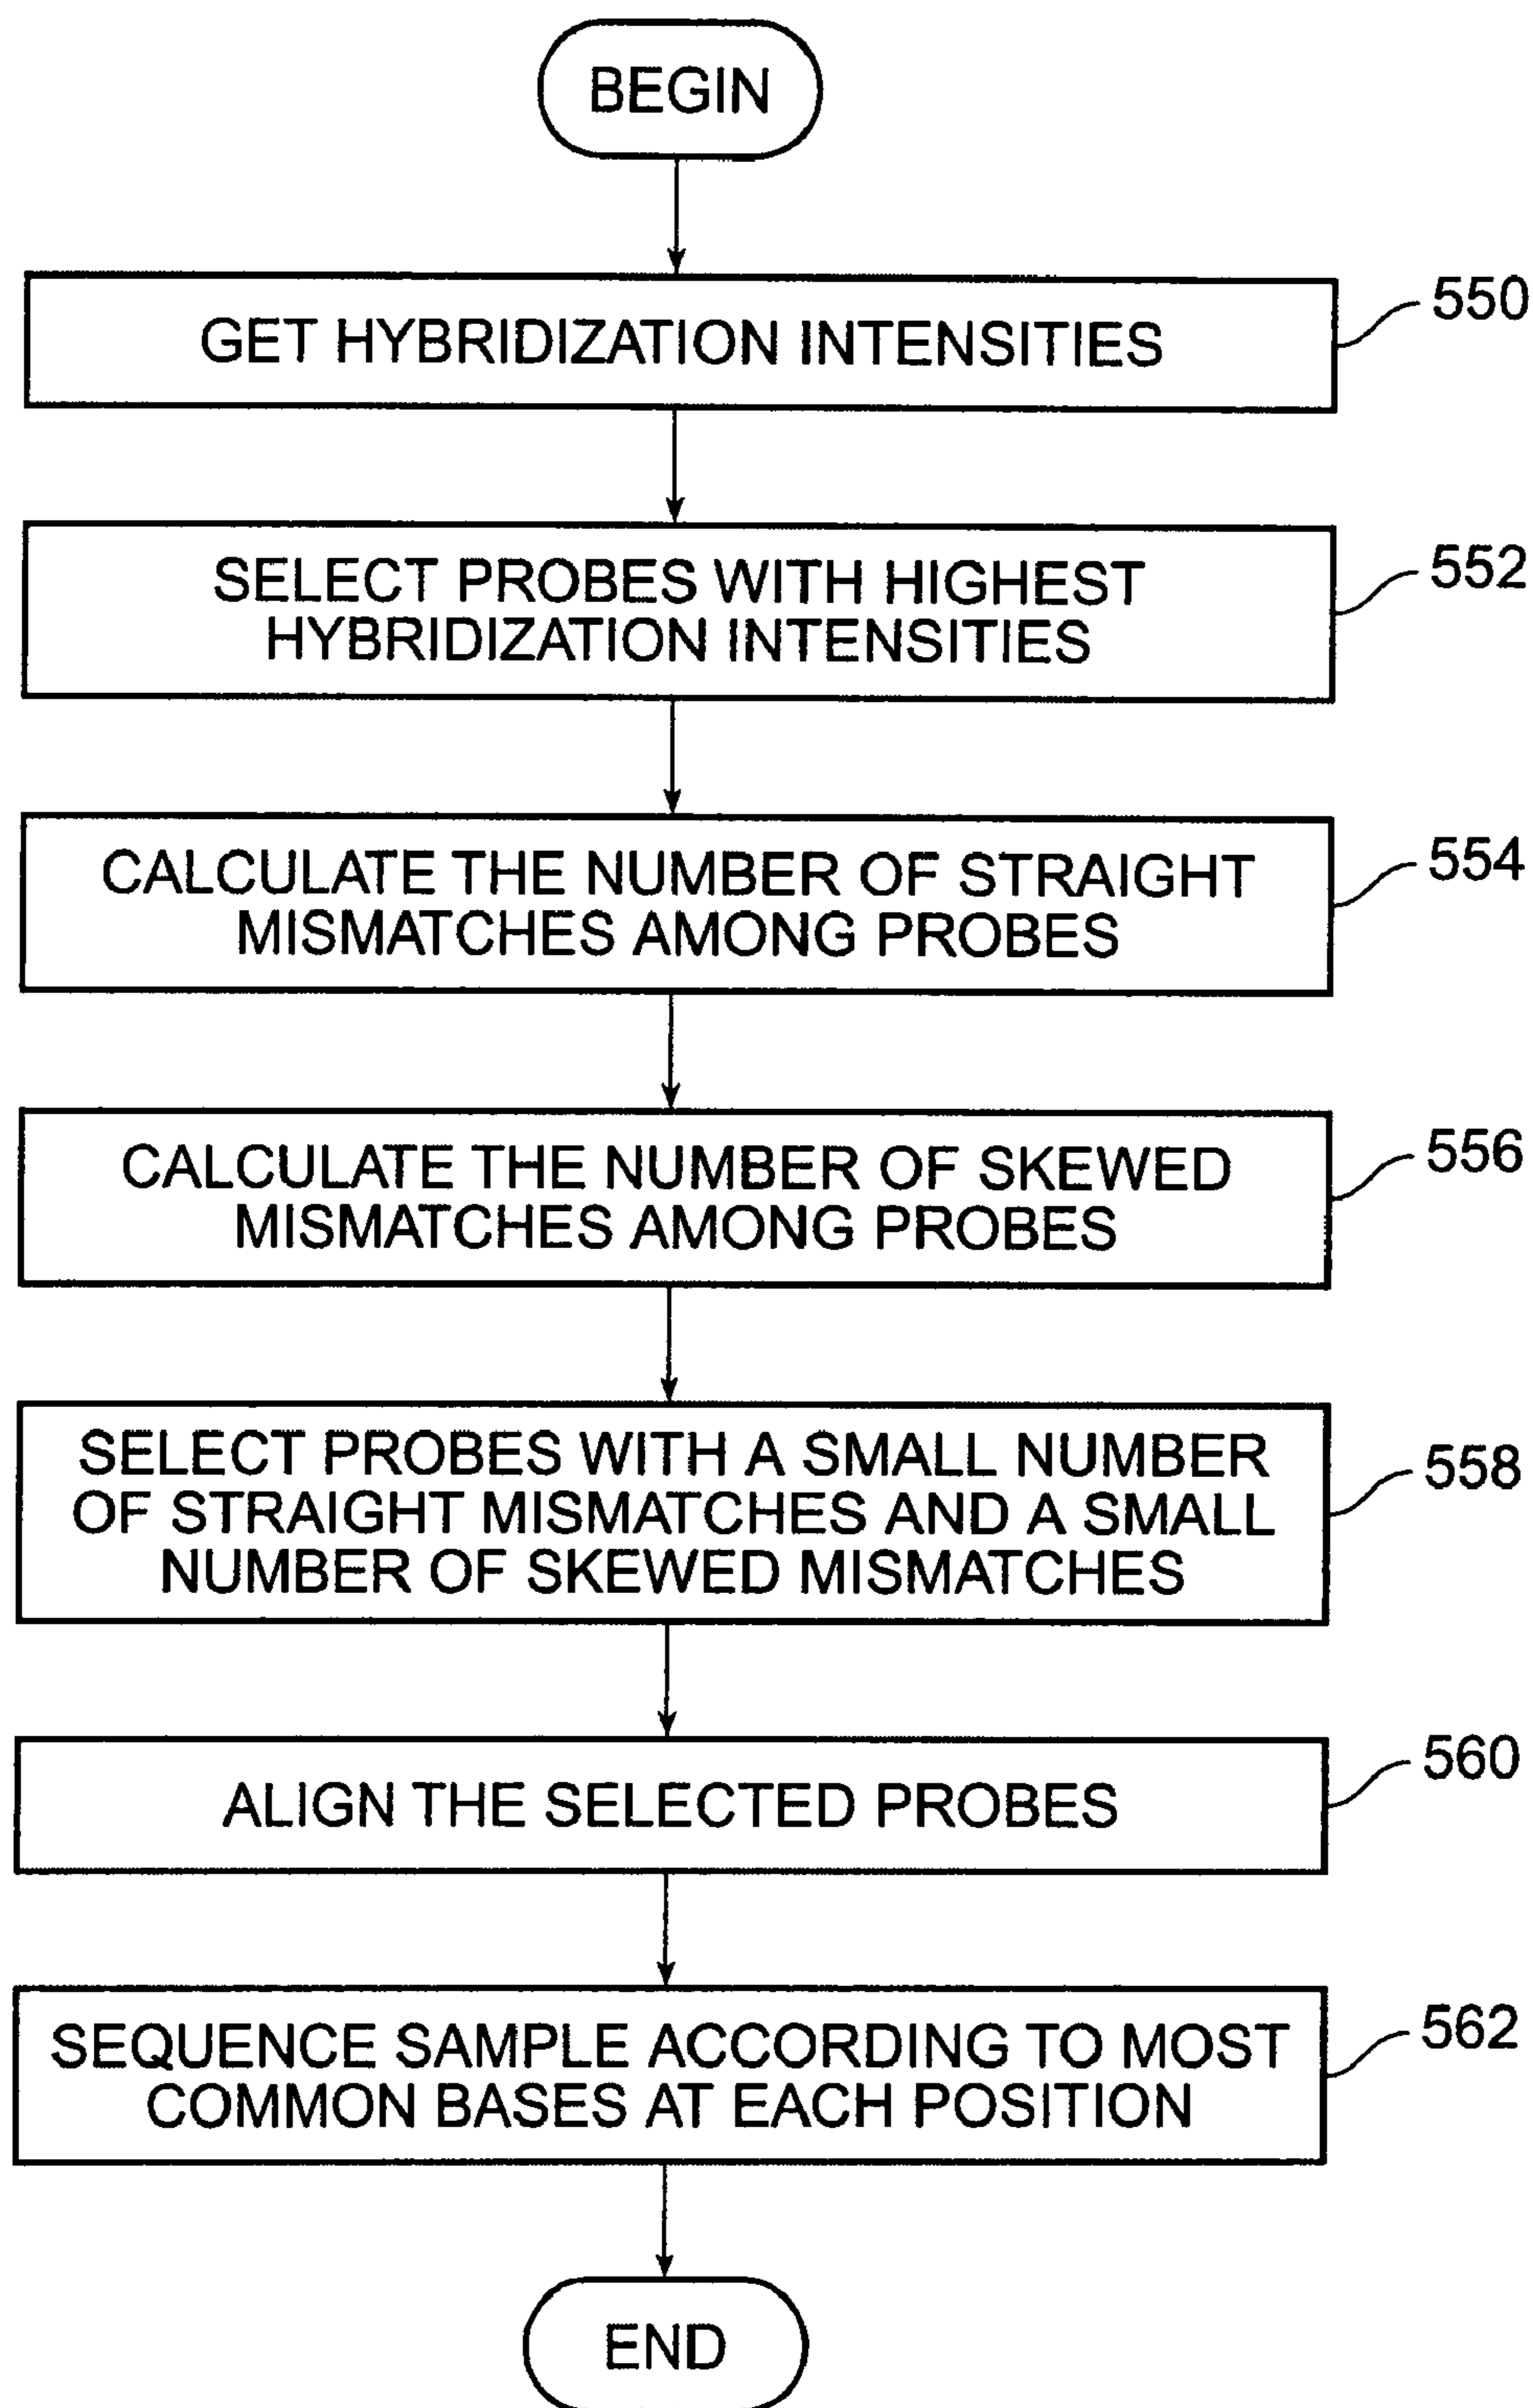 BEGIN
GET HYBRIDIZATION INTENSITIES
550
SELECT PROBES WITH HIGHEST
HYBRIDIZATION INTENSITIES
552
CALCULATE THE NUMBER OF STRAIGHT
MISMATCHES AMONG PROBES
554
CALCULATE THE NUMBER OF SKEWED
MISMATCHES AMONG PROBES
556
SELECT PROBES WITH A SMALL NUMBER
OF STRAIGHT MISMATCHES AND A SMALL
NUMBER OF SKEWED MISMATCHES
558
ALIGN THE SELECTED PROBES
560
SEQUENCE SAMPLE ACCORDING TO MOST
COMMON BASES AT EACH POSITION
562
END